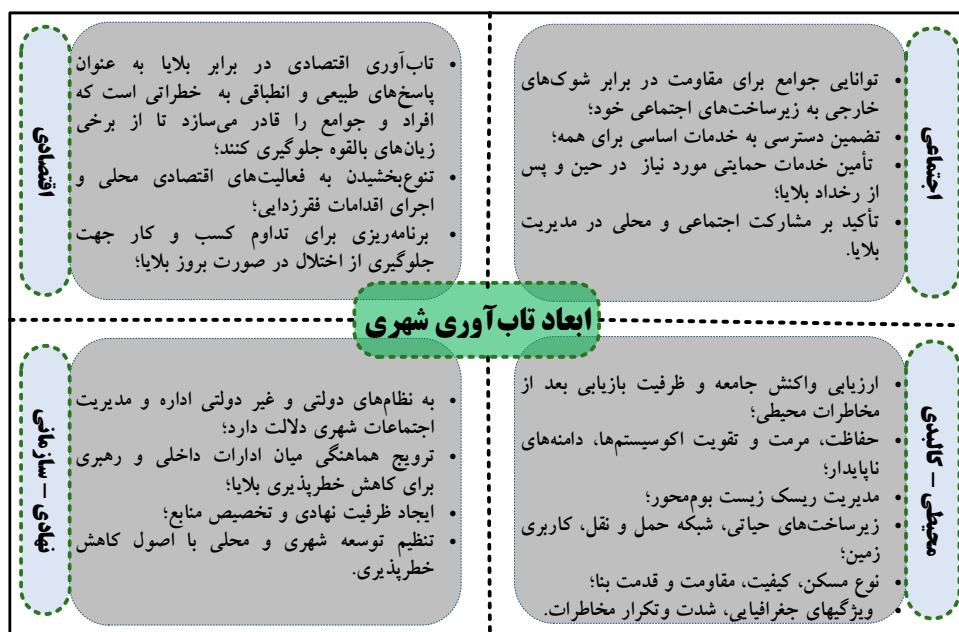 اجتماعی
• توانایی جوامع برای مقاومت در برابر شوک‌های
خارجی به زیرساخت‌های اجتماعی خود؛
• تضمین دسترسی به خدمات اساسی برای همه؛
• تأمین خدمات حمایتی مورد نیاز در حین و پس
از رخداد بلایا؛
• تأکید بر مشارکت اجتماعی و محلی در مدیریت
بلایا.
اقتصادی
• تاب‌آوری اقتصادی در برابر بلایا به عنوان
پاسخ‌های طبیعی و انطباقی به خطراتی است که
افراد و جوامع را قادر می‌سازد تا از برخی
زیان‌های بالقوه جلوگیری کنند؛
• تنوع‌بخشیدن به فعالیت‌های اقتصادی محلی و
اجرای اقدامات فقرزدایی؛
• برنامه‌ریزی برای تداوم کسب و کار جهت
جلوگیری از اختلال در صورت بروز بلایا؛
ابعاد تاب‌آوری شهری
محیطی – کالبدی
• ارزیابی واکنش جامعه و ظرفیت بازیابی بعد از
مخاطرات محیطی؛
• حفاظت، مرمت و تقویت اکوسیستم‌ها، دامنه‌های
ناپایدار؛
• مدیریت ریسک زیست بوم‌محور؛
• زیرساخت‌های حیاتی، شبکه حمل و نقل، کاربری
زمین؛
• نوع مسکن، کیفیت، مقاومت و قدمت بنا؛
• ویژگیهای جغرافیایی، شدت وتکرار مخاطرات.
نهادی – سازمانی
• به نظام‌های دولتی و غیر دولتی اداره و مدیریت
اجتماعات شهری دلالت دارد؛
• ترویج هماهنگی میان ادارات داخلی و رهبری
برای کاهش خطرپذیری بلایا؛
• ایجاد ظرفیت نهادی و تخصیص منابع؛
• تنظیم توسعه شهری و محلی با اصول کاهش
خطرپذیری.